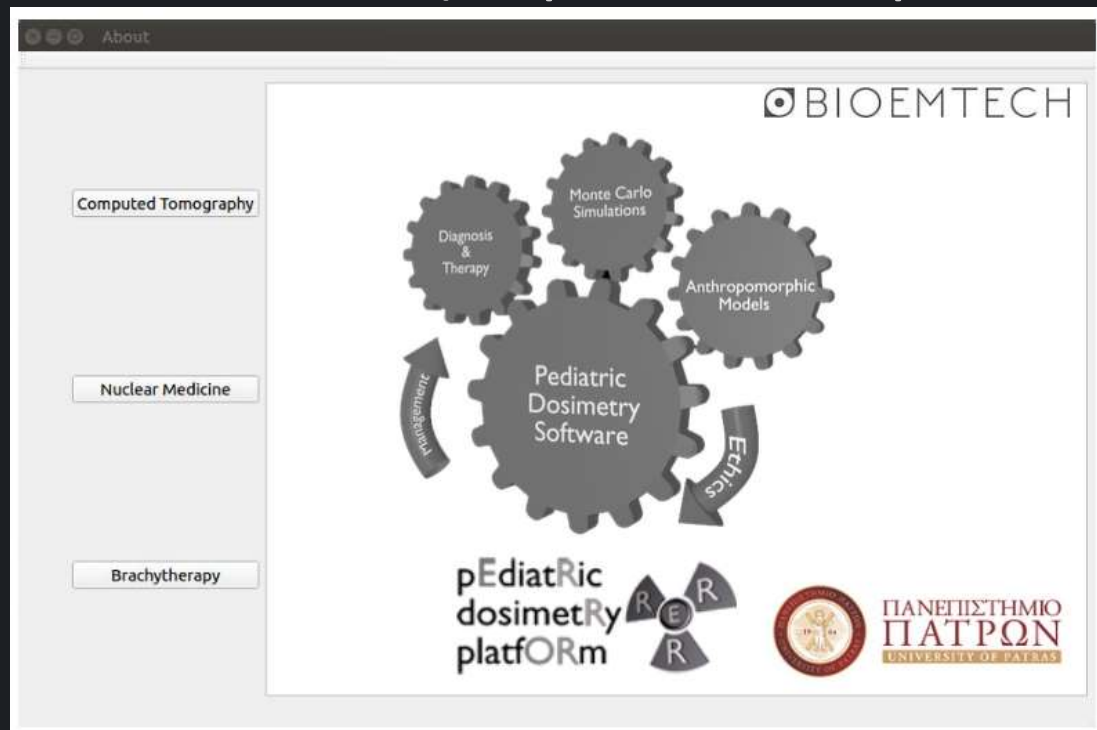 About
BIOEMTECH
Computed Tomography
Nuclear Medicine
Brachytherapy
Diagnosis
&
Therapy
Monte Carlo
Simulations
Anthropomorphic
Models
Pediatric
Dosimetry
Software
Management
Ethics
pEdiatRic
dosimetRy
platfORm
R
E
R
R
ΠΑΝΕΠΙΣΤΗΜΙΟ
ΠΑΤΡΩΝ
UNIVERSITY OF PATRAS